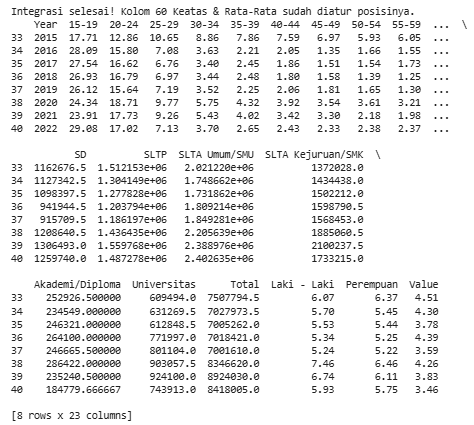 Integrasi selesai! Kolom 60 Keatas & Rata-Rata sudah diatur posisinya.
Year 15-19 20-24 25-29 30-34 35-39 40-44 45-49 50-54 55-59 ... \
33 2015 17.71 12.86 10.65 8.86 7.86 7.59 6.97 5.93 6.05 ...
34 2016 28.09 15.80 7.08 3.63 2.21 2.05 1.35 1.66 1.55 ...
35 2017 27.54 16.62 6.76 3.40 2.45 1.86 1.51 1.54 1.73 ...
36 2018 26.93 16.79 6.97 3.44 2.48 1.80 1.58 1.39 1.25 ...
37 2019 26.12 15.64 7.19 3.52 2.25 2.06 1.81 1.65 1.30 ...
38 2020 24.34 18.71 9.77 5.75 4.32 3.92 3.54 3.61 3.21 ...
39 2021 23.91 17.73 9.26 5.43 4.02 3.42 3.30 2.18 1.98 ...
40 2022 29.08 17.02 7.13 3.70 2.65 2.43 2.33 2.38 2.37 ...
SD SLTP SLTA Umum/SMU SLTA Kejuruan/SMK \
33 1162676.5 1.512153e+06 2.021220e+06 1372028.0
34 1127342.5 1.304149e+06 1.748662e+06 1434438.0
35 1098397.5 1.277828e+06 1.731862e+06 1502212.0
36 941944.5 1.203794e+06 1.809214e+06 1598790.5
37 915709.5 1.186197e+06 1.849281e+06 1568453.0
38 1208640.5 1.436435e+06 2.205639e+06 1885060.5
39 1306493.0 1.559768e+06 2.388976e+06 2100237.5
40 1259740.0 1.487278e+06 2.402635e+06 1733215.0
Akademi/Diploma Universitas Total Laki - Laki Perempuan Value
33 252926.500000 609494.0 7507794.5 6.07 6.37 4.51
34 234549.000000 631269.5 7027973.5 5.70 5.45 4.30
35 246321.000000 612848.5 7005262.0 5.53 5.44 3.78
36 264100.000000 771997.0 7018421.0 5.34 5.25 4.39
37 246665.500000 801104.0 7001610.0 5.24 5.22 3.59
38 286422.000000 903057.5 8346620.0 7.46 6.46 4.26
39 235240.500000 924100.0 8924030.0 6.74 6.11 3.83
40 184779.666667 743913.0 8418005.0 5.93 5.75 3.46
[8 rows x 23 columns]